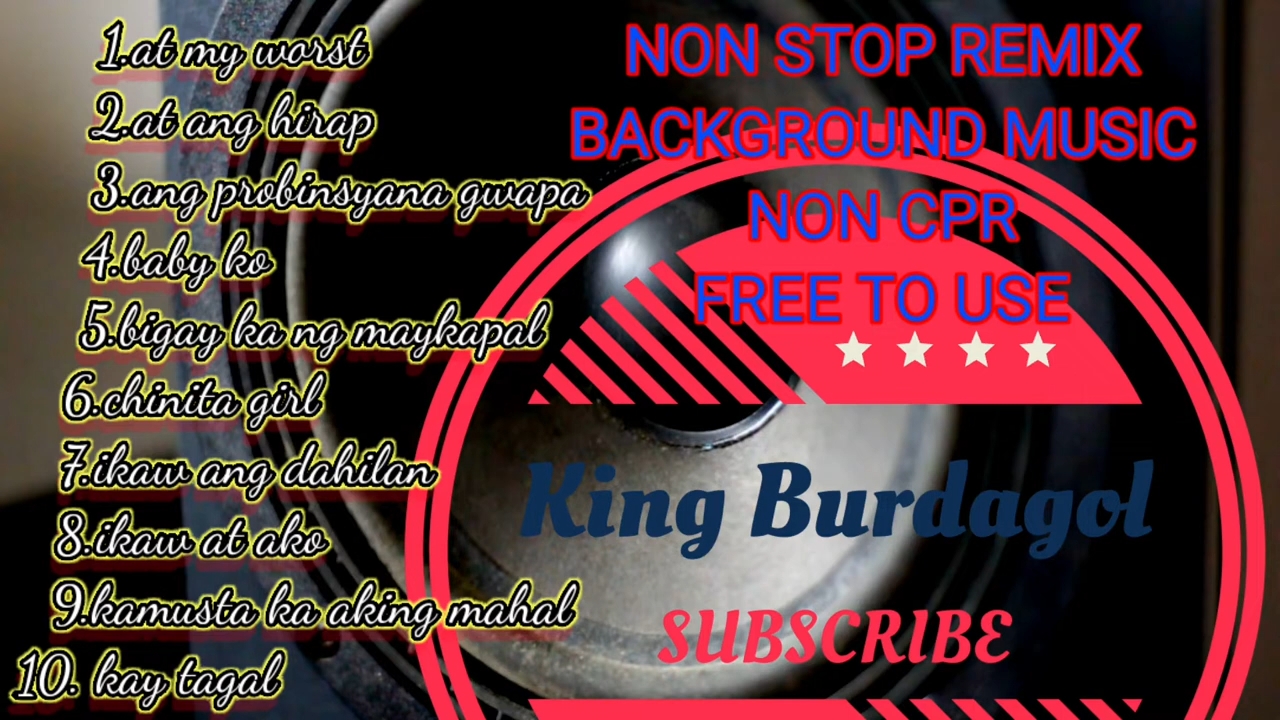 1.at my worst
2.at ang hirap
3.ang probinsyana gwapa
4.baby ko
5.bigay ka ng maykapal
6.chinita girl
7.ikaw ang dahilan
8.ikaw at ako
9.kamusta ka aking mahal
10. kay tagal
NON STOP REMIX
BACKGROUND MUSIC
NON CPR
FREE TO USE
King Burdagol
SUBSCRIBE